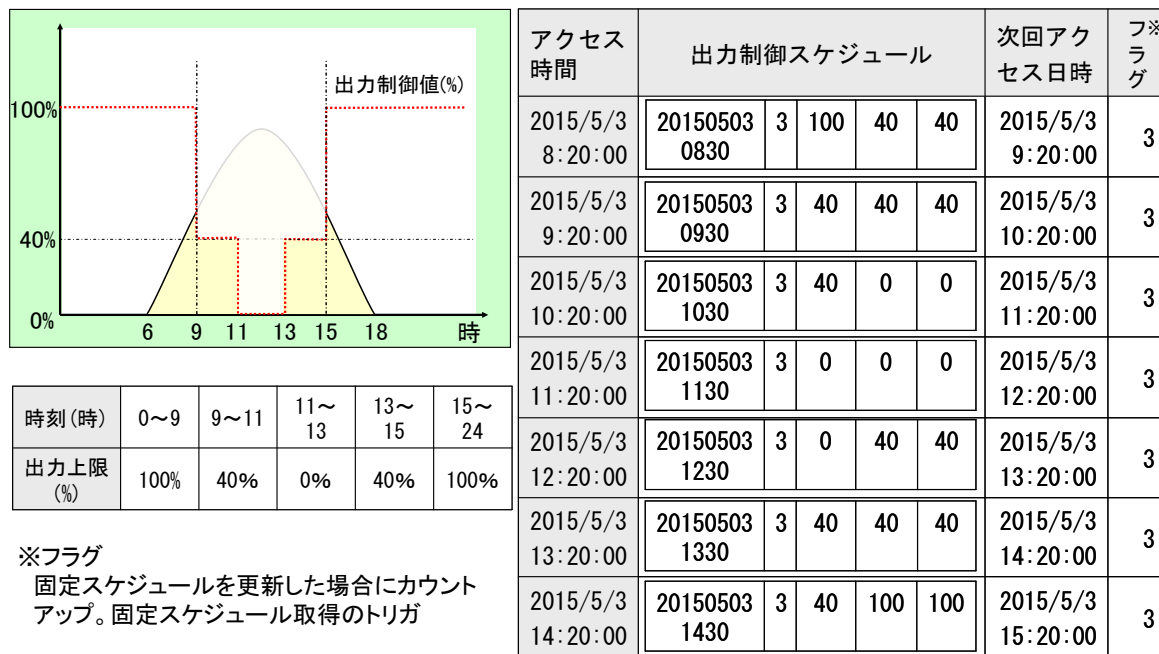 出力制御値(%)
100%
40%
0%
6 9 11 13 15 18 時
時刻(時) 0～9 9～11 11～13 13～15 15～24
出力上限(%) 100% 40% 0% 40% 100%
※フラグ
固定スケジュールを更新した場合にカウント
アップ。固定スケジュール取得のトリガ
アクセス時間 出力制御スケジュール 次回アクセス日時 フラグ※
2015/5/3 8:20:00 20150503 0830 3 100 40 40 2015/5/3 9:20:00 3
2015/5/3 9:20:00 20150503 0930 3 40 40 40 2015/5/3 10:20:00 3
2015/5/3 10:20:00 20150503 1030 3 40 0 0 2015/5/3 11:20:00 3
2015/5/3 11:20:00 20150503 1130 3 0 0 0 2015/5/3 12:20:00 3
2015/5/3 12:20:00 20150503 1230 3 0 40 40 2015/5/3 13:20:00 3
2015/5/3 13:20:00 20150503 1330 3 40 40 40 2015/5/3 14:20:00 3
2015/5/3 14:20:00 20150503 1430 3 40 100 100 2015/5/3 15:20:00 3